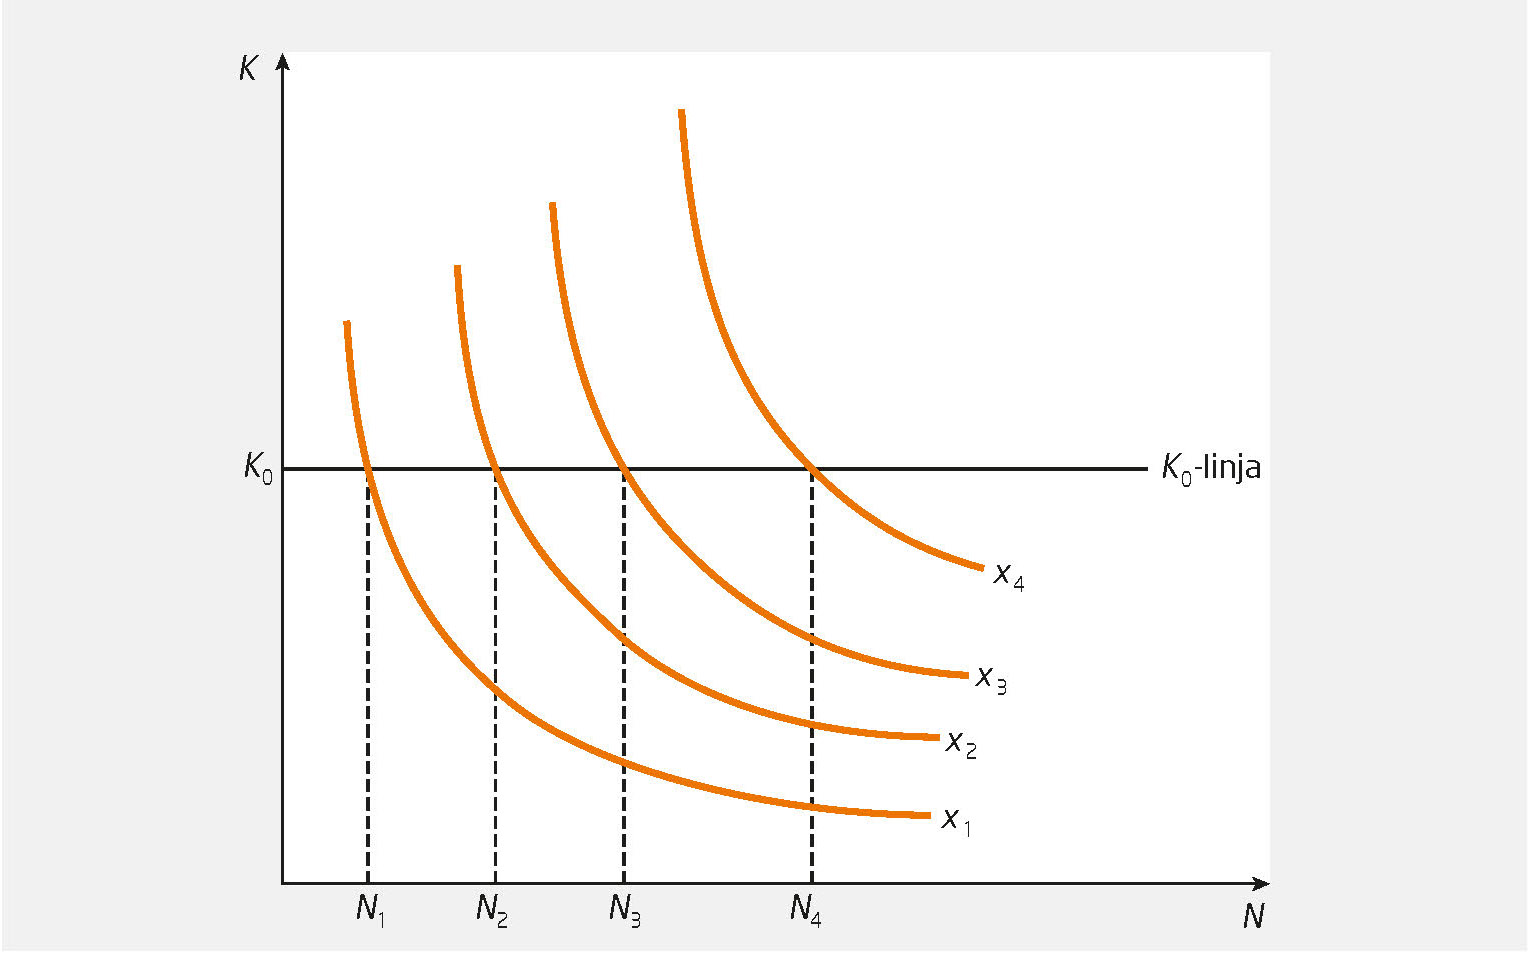 K
K₀
K₀-linja
x₄
x₃
x₂
x₁
N₁ N₂ N₃ N₄
N